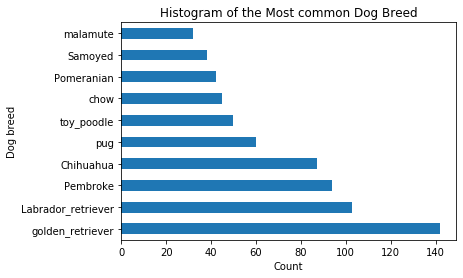 Histogram of the Most common Dog Breed
malamute
Samoyed
Pomeranian
chow
toy_poodle
pug
Chihuahua
Pembroke
Labrador_retriever
golden_retriever
Dog breed
0 20 40 60 80 100 120 140
Count